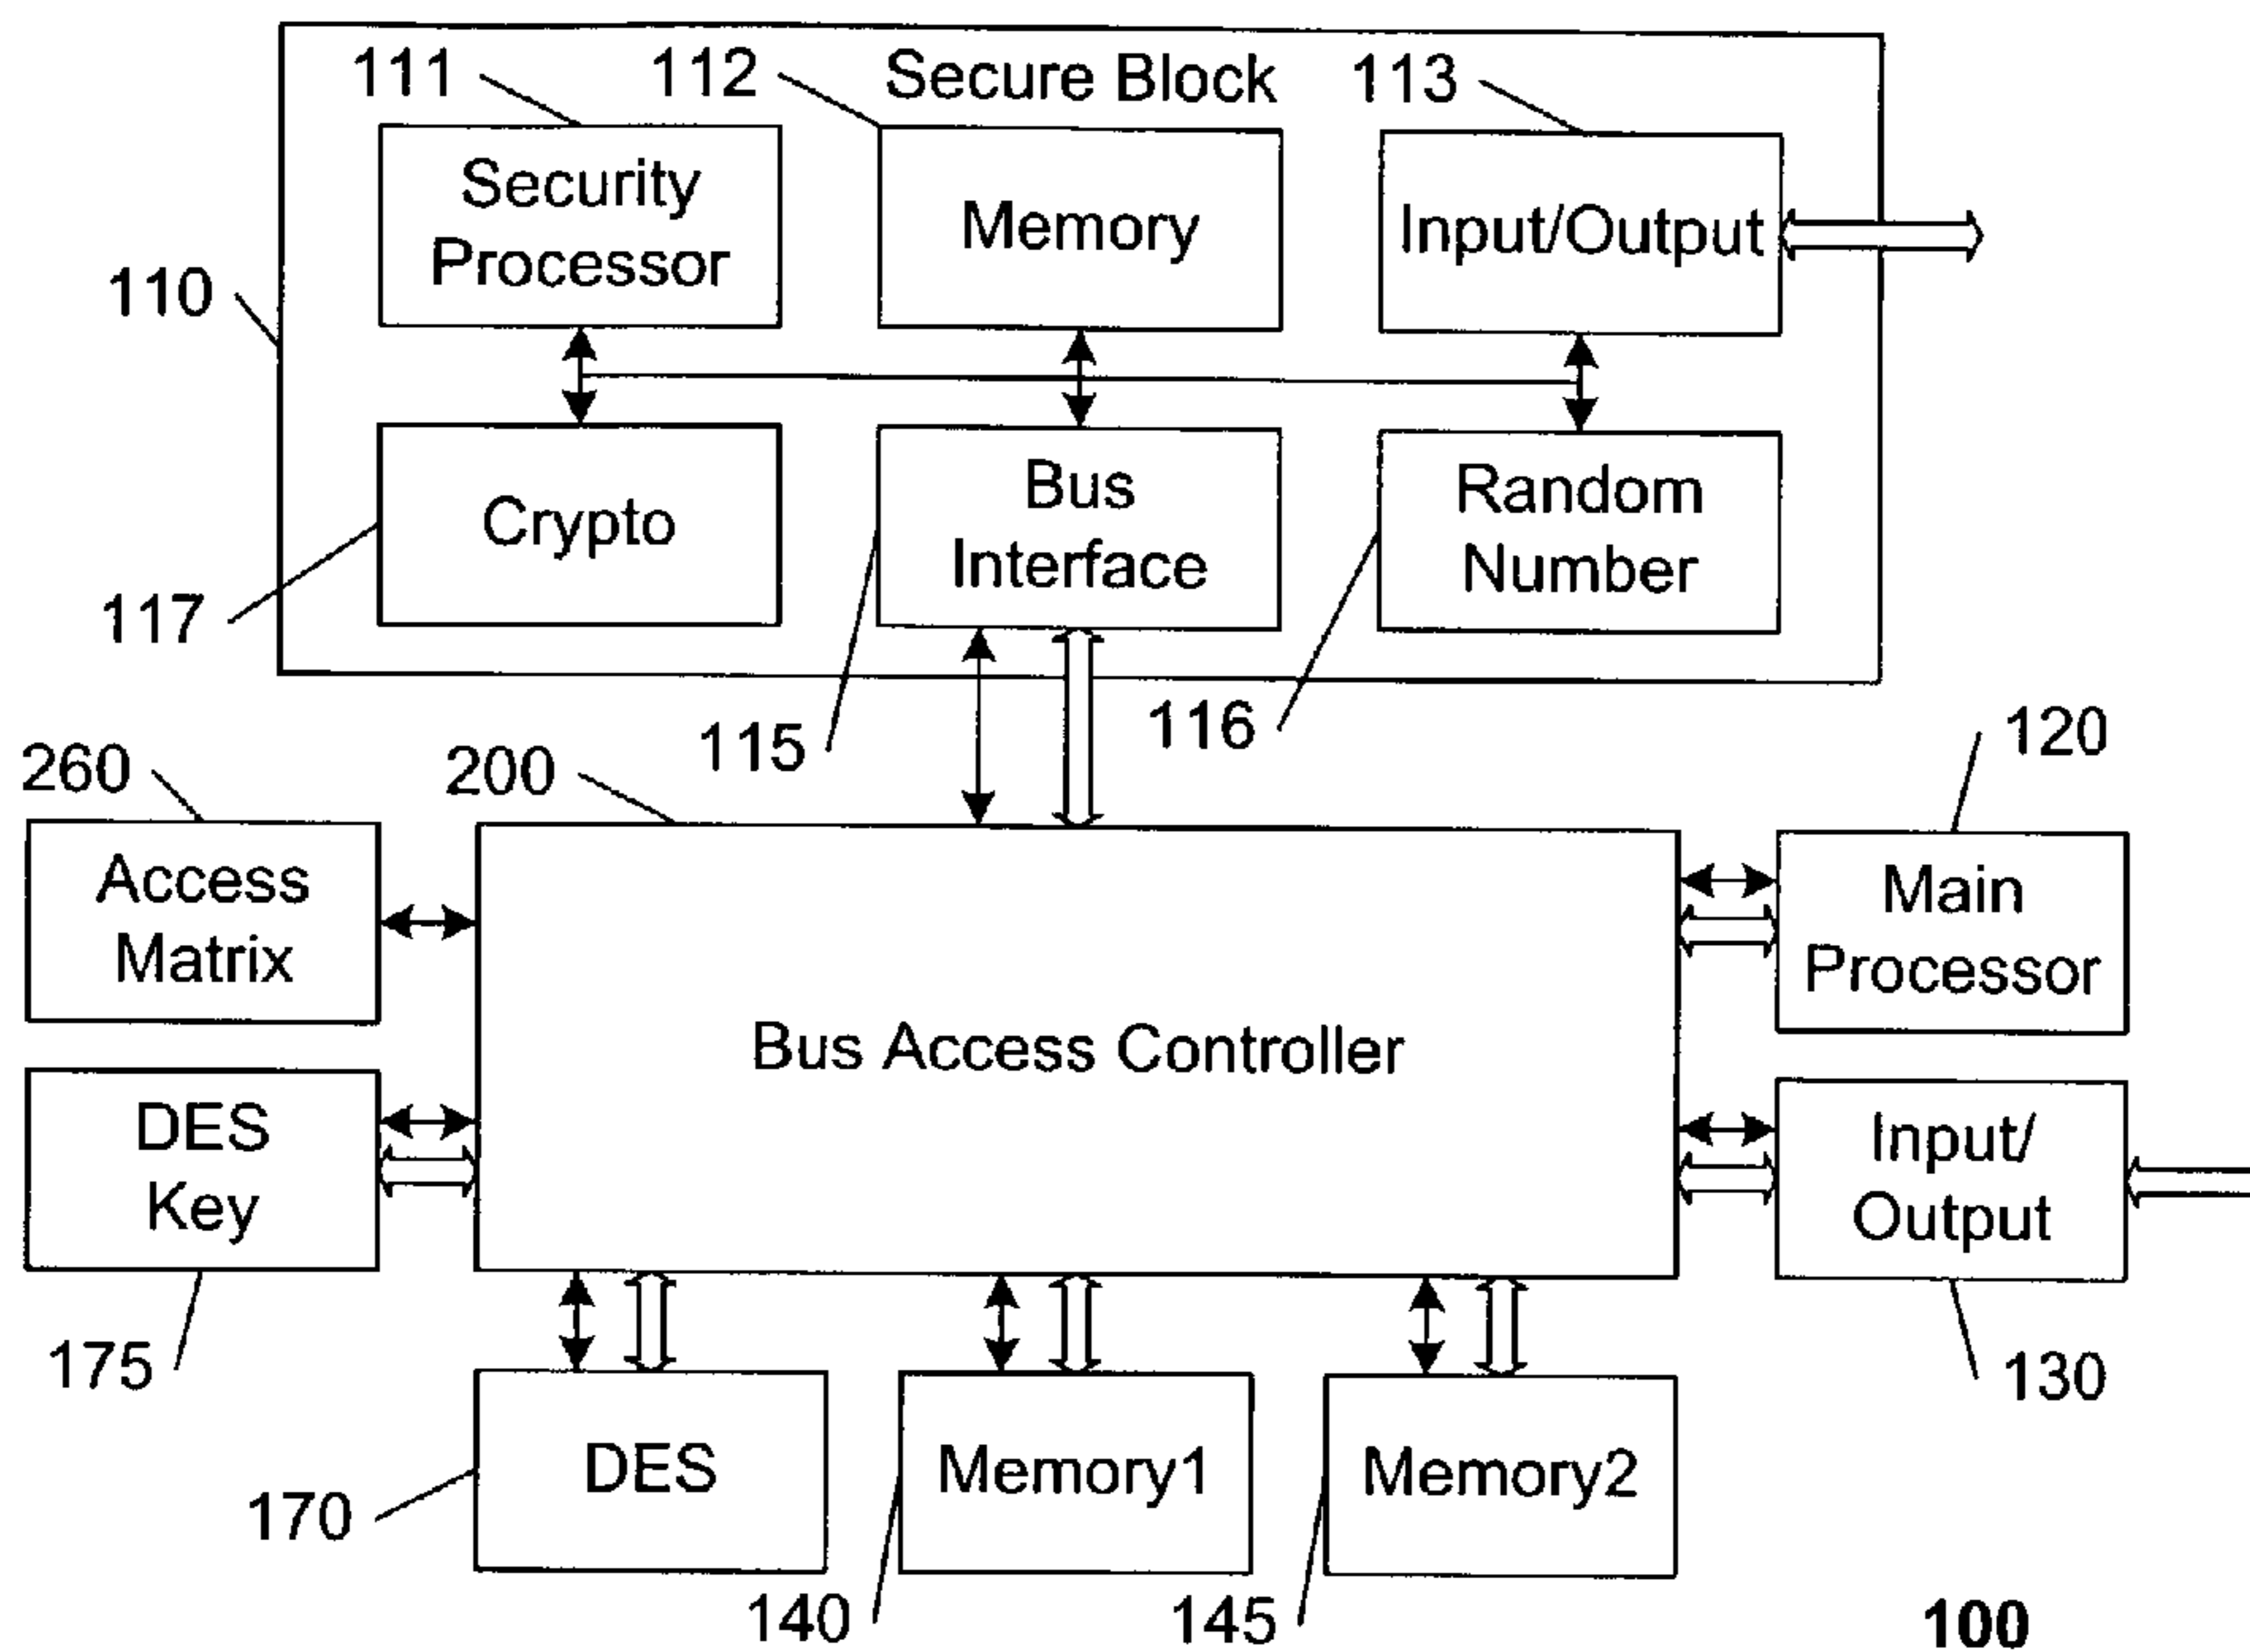 111
112
Secure Block
113
Security
Processor
Memory
Input/Output
110
Crypto
Bus
Interface
Random
Number
117
115
116
120
260
200
Access
Matrix
Main
Processor
Bus Access Controller
DES
Key
Input/
Output
175
130
DES
Memory1
Memory2
170
140
145
100